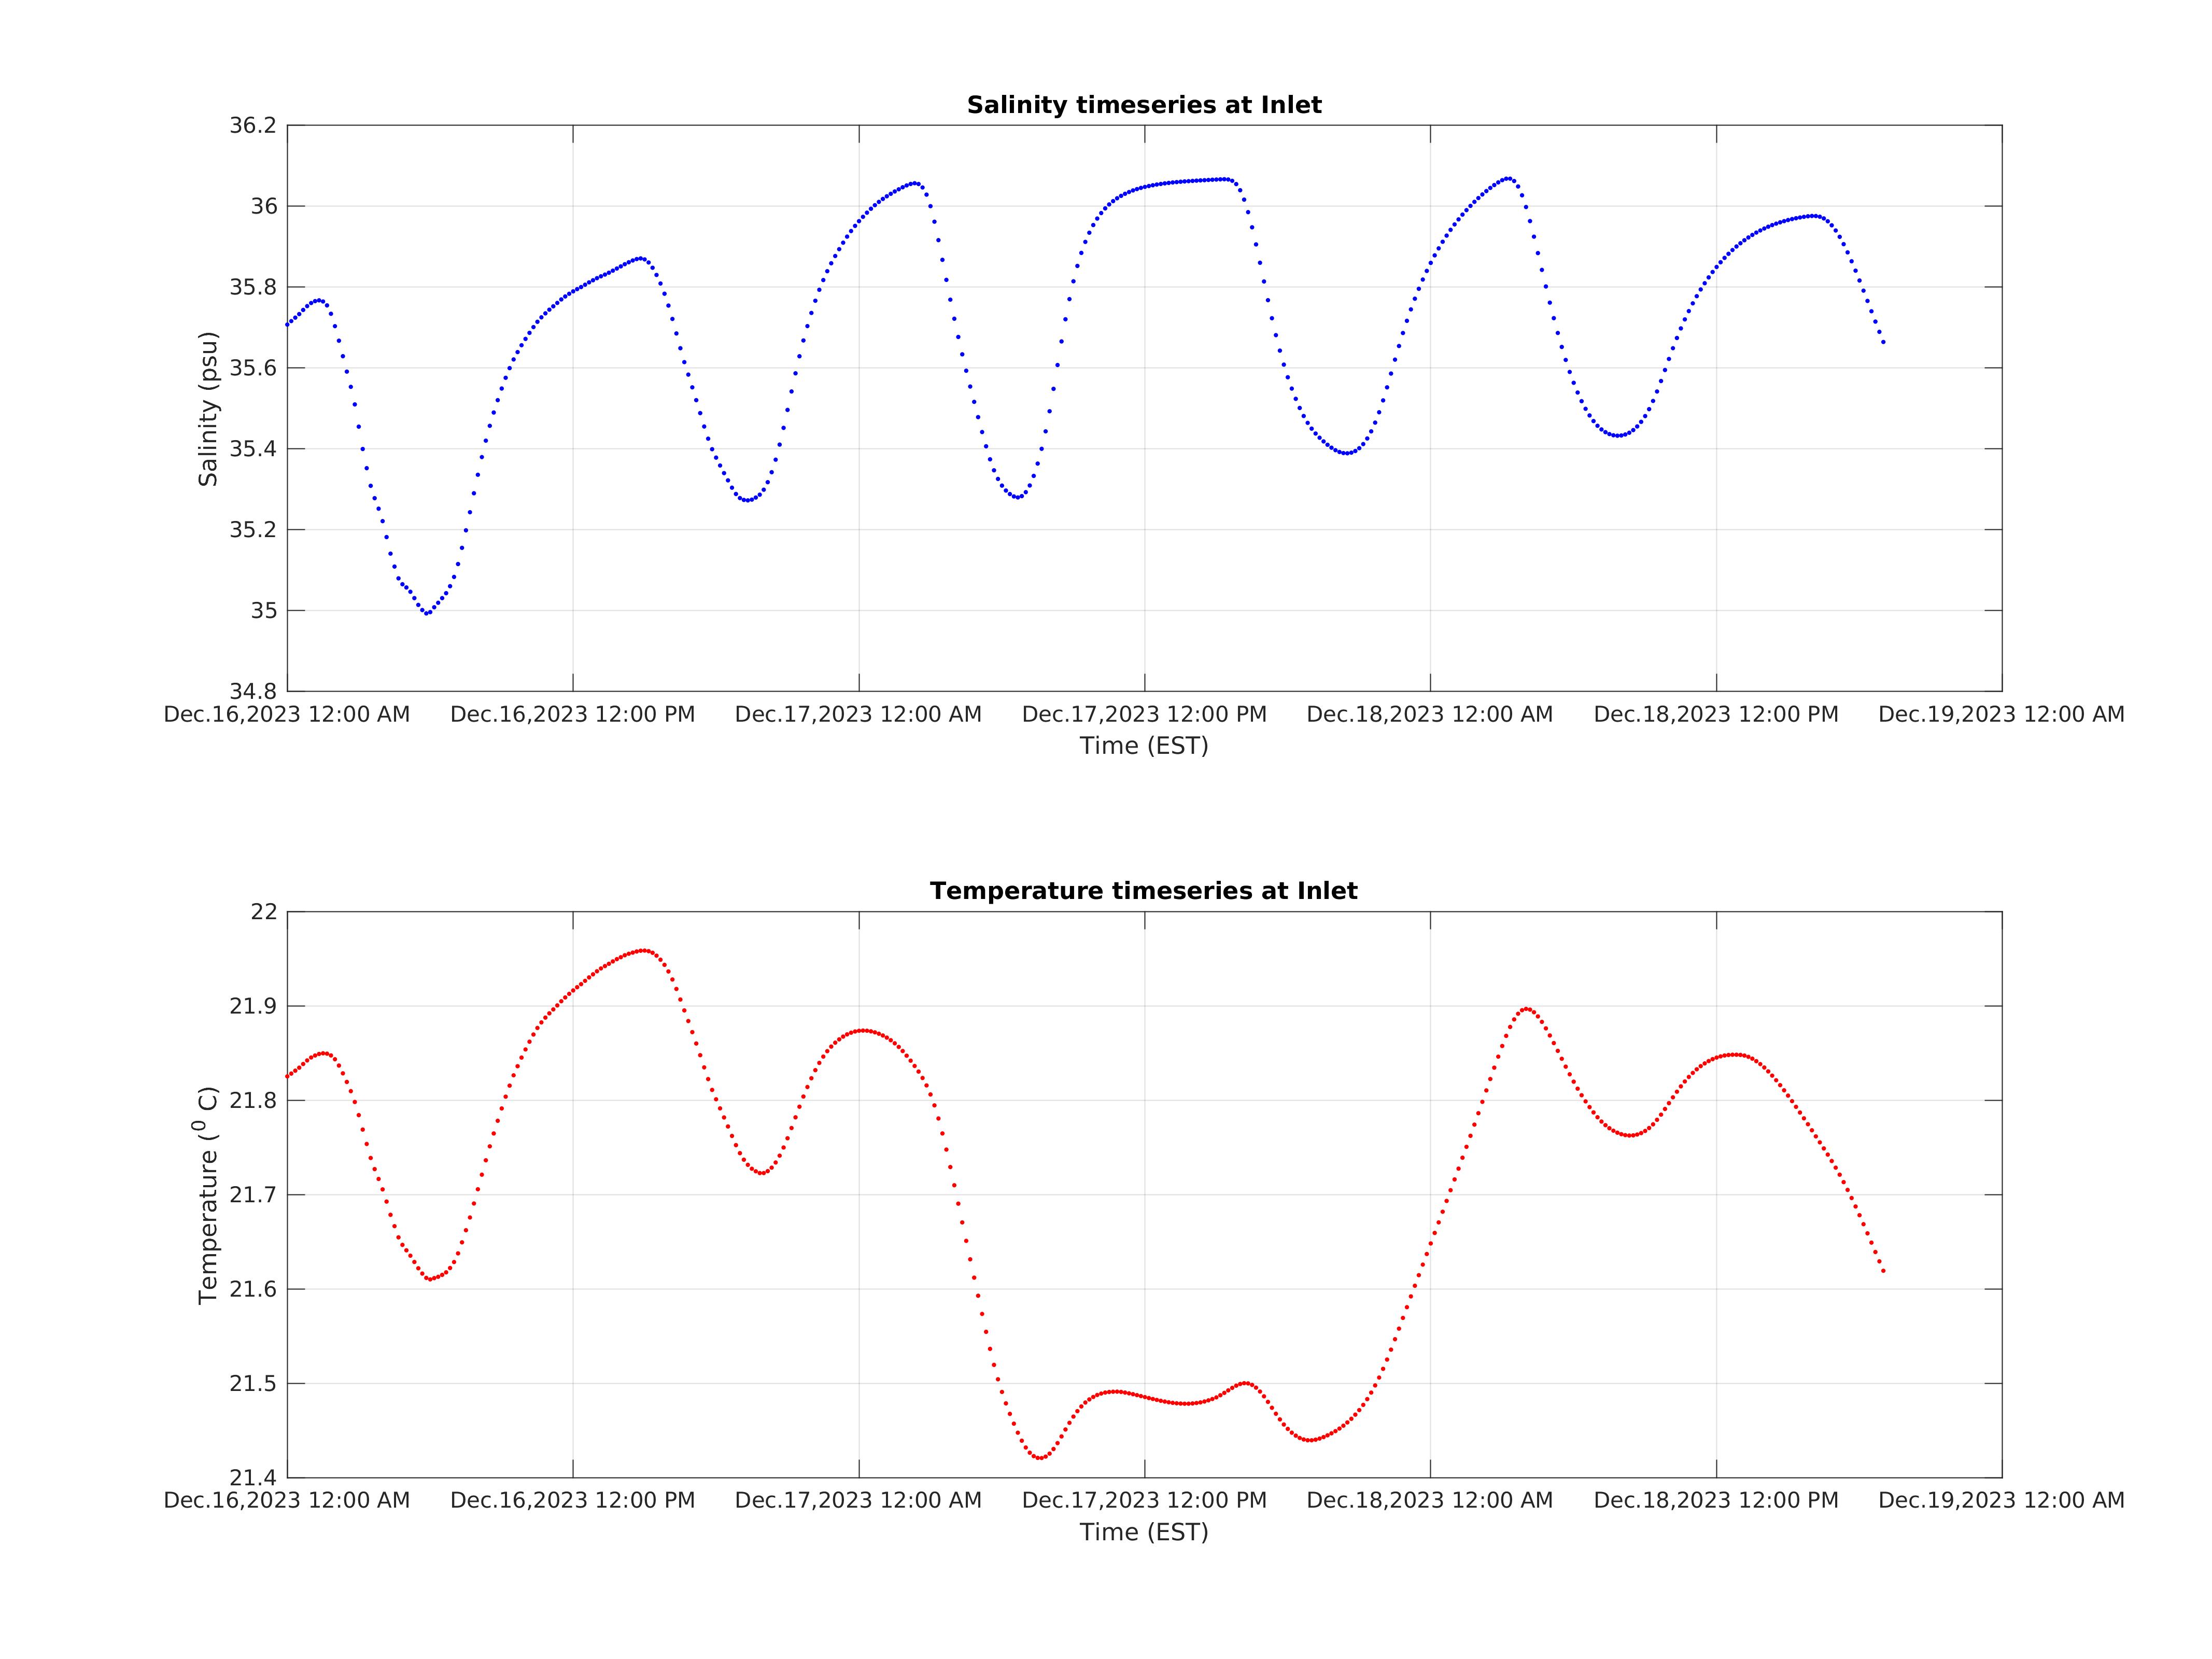 Salinity timeseries at Inlet
36.2
36
35.8
35.6
35.4
35.2
35
34.8
Salinity (psu)
Dec.16,2023 12:00 AM Dec.16,2023 12:00 PM Dec.17,2023 12:00 AM Dec.17,2023 12:00 PM Dec.18,2023 12:00 AM Dec.18,2023 12:00 PM Dec.19,2023 12:00 AM
Time (EST)
Temperature timeseries at Inlet
22
21.9
21.8
21.7
21.6
21.5
21.4
Temperature (⁰ C)
Dec.16,2023 12:00 AM Dec.16,2023 12:00 PM Dec.17,2023 12:00 AM Dec.17,2023 12:00 PM Dec.18,2023 12:00 AM Dec.18,2023 12:00 PM Dec.19,2023 12:00 AM
Time (EST)